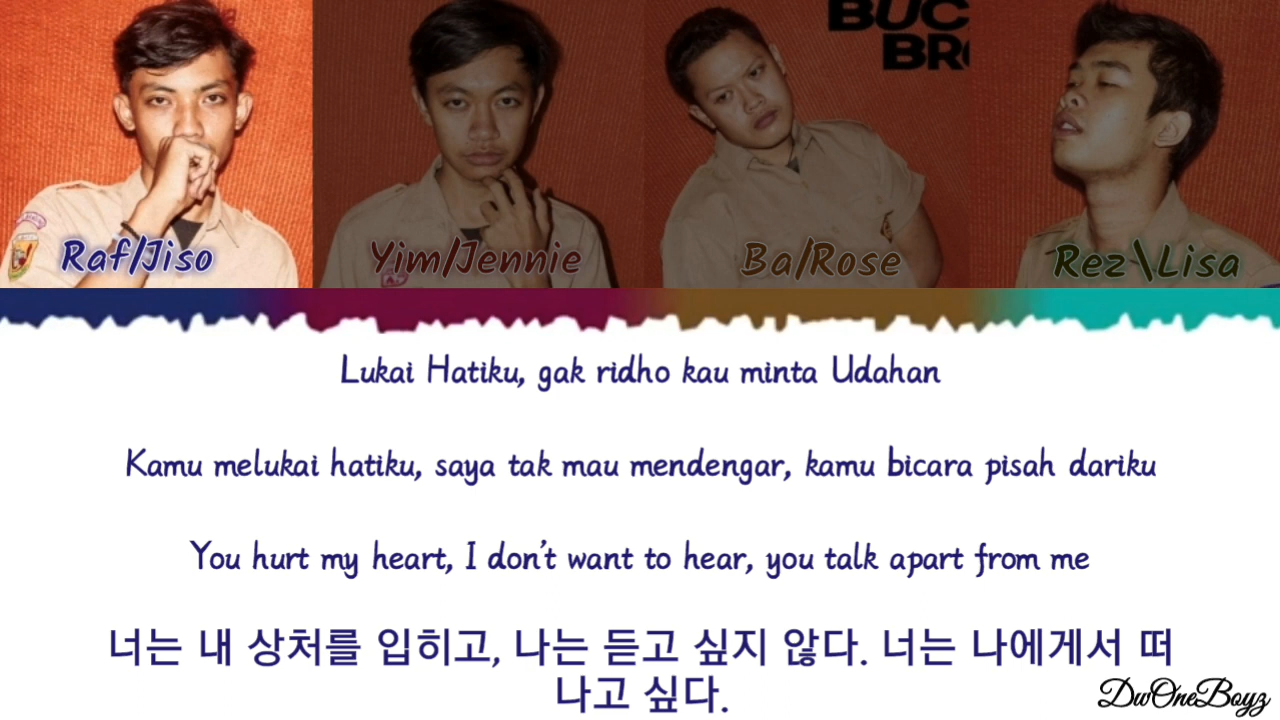 BUC
BRO
Raf/Jiso
Yim/Jennie
Ba/Rose
Rez\Lisa
Lukai Hatiku, gak ridho kau minta Udahan
Kamu melukai hatiku, saya tak mau mendengar, kamu bicara pisah dariku
You hurt my heart, I don't want to hear, you talk apart from me
너는 내 상처를 입히고, 나는 듣고 싶지 않다. 너는 나에게서 떠
나고 싶다.
DwOneBoyz